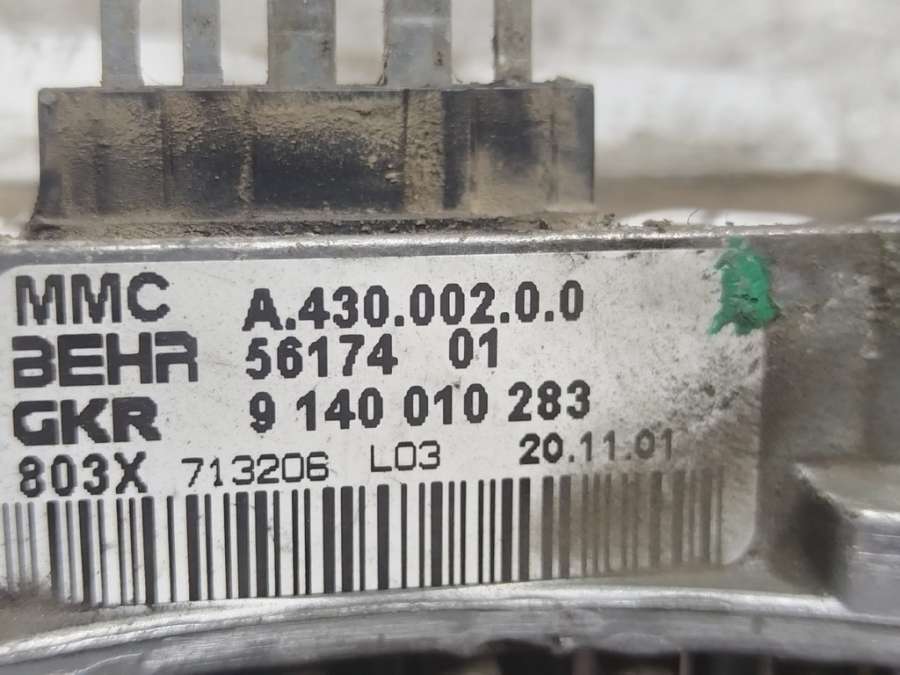 MMC A.430.002.0.0
BEHR 56174 01
GKR 9 140 010 283
803X 713206 L03 20.11.01